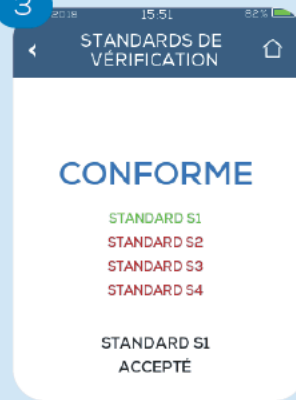 3
2018 15:51 82%
STANDARDS DE
VÉRIFICATION
CONFORME
STANDARD S1
STANDARD S2
STANDARD S3
STANDARD S4
STANDARD S1
ACCEPTÉ